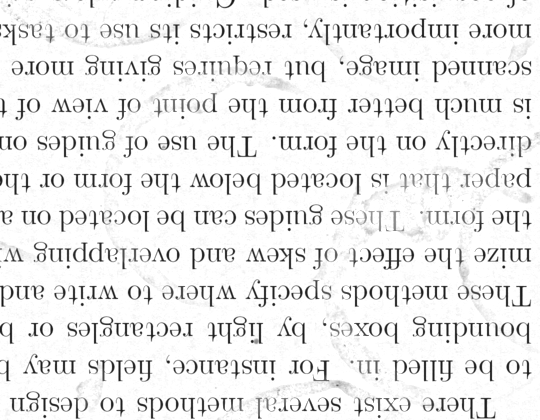 There exist several methods to design
to be filled in. For instance, fields may b
bounding boxes, by light rectangles or b
These methods specify where to write and
mize the effect of skew and overlapping wi
the form. These guides can be located on a
paper that is located below the form or the
directly on the form. The use of guides on
is much better from the point of view of t
scanned image, but requires giving more
more importantly, restricts its use to tasks